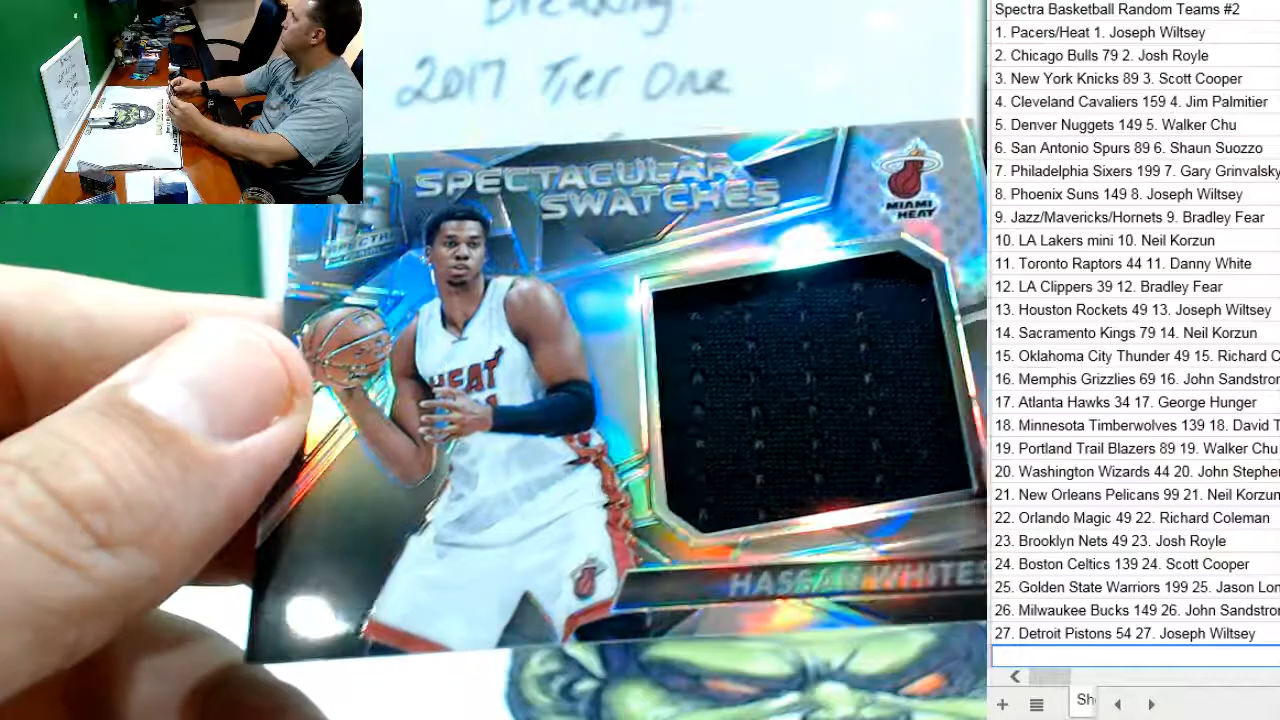 Breaking:
2017 Tier One
SPECTACULAR
SWATCHES
SPECTRA
MIAMI
HEAT
HEAT
HASSAN WHITES
Spectra Basketball Random Teams #2
1. Pacers/Heat 1. Joseph Wiltsey
2. Chicago Bulls 79 2. Josh Royle
3. New York Knicks 89 3. Scott Cooper
4. Cleveland Cavaliers 159 4. Jim Palmitier
5. Denver Nuggets 149 5. Walker Chu
6. San Antonio Spurs 89 6. Shaun Suozzo
7. Philadelphia Sixers 199 7. Gary Grinvalsky
8. Phoenix Suns 149 8. Joseph Wiltsey
9. Jazz/Mavericks/Hornets 9. Bradley Fear
10. LA Lakers mini 10. Neil Korzun
11. Toronto Raptors 44 11. Danny White
12. LA Clippers 39 12. Bradley Fear
13. Houston Rockets 49 13. Joseph Wiltsey
14. Sacramento Kings 79 14. Neil Korzun
15. Oklahoma City Thunder 49 15. Richard C
16. Memphis Grizzlies 69 16. John Sandstron
17. Atlanta Hawks 34 17. George Hunger
18. Minnesota Timberwolves 139 18. David T
19. Portland Trail Blazers 89 19. Walker Chu
20. Washington Wizards 44 20. John Stephe
21. New Orleans Pelicans 99 21. Neil Korzun
22. Orlando Magic 49 22. Richard Coleman
23. Brooklyn Nets 49 23. Josh Royle
24. Boston Celtics 139 24. Scott Cooper
25. Golden State Warriors 199 25. Jason Lon
26. Milwaukee Bucks 149 26. John Sandstro
27. Detroit Pistons 54 27. Joseph Wiltsey
Sh